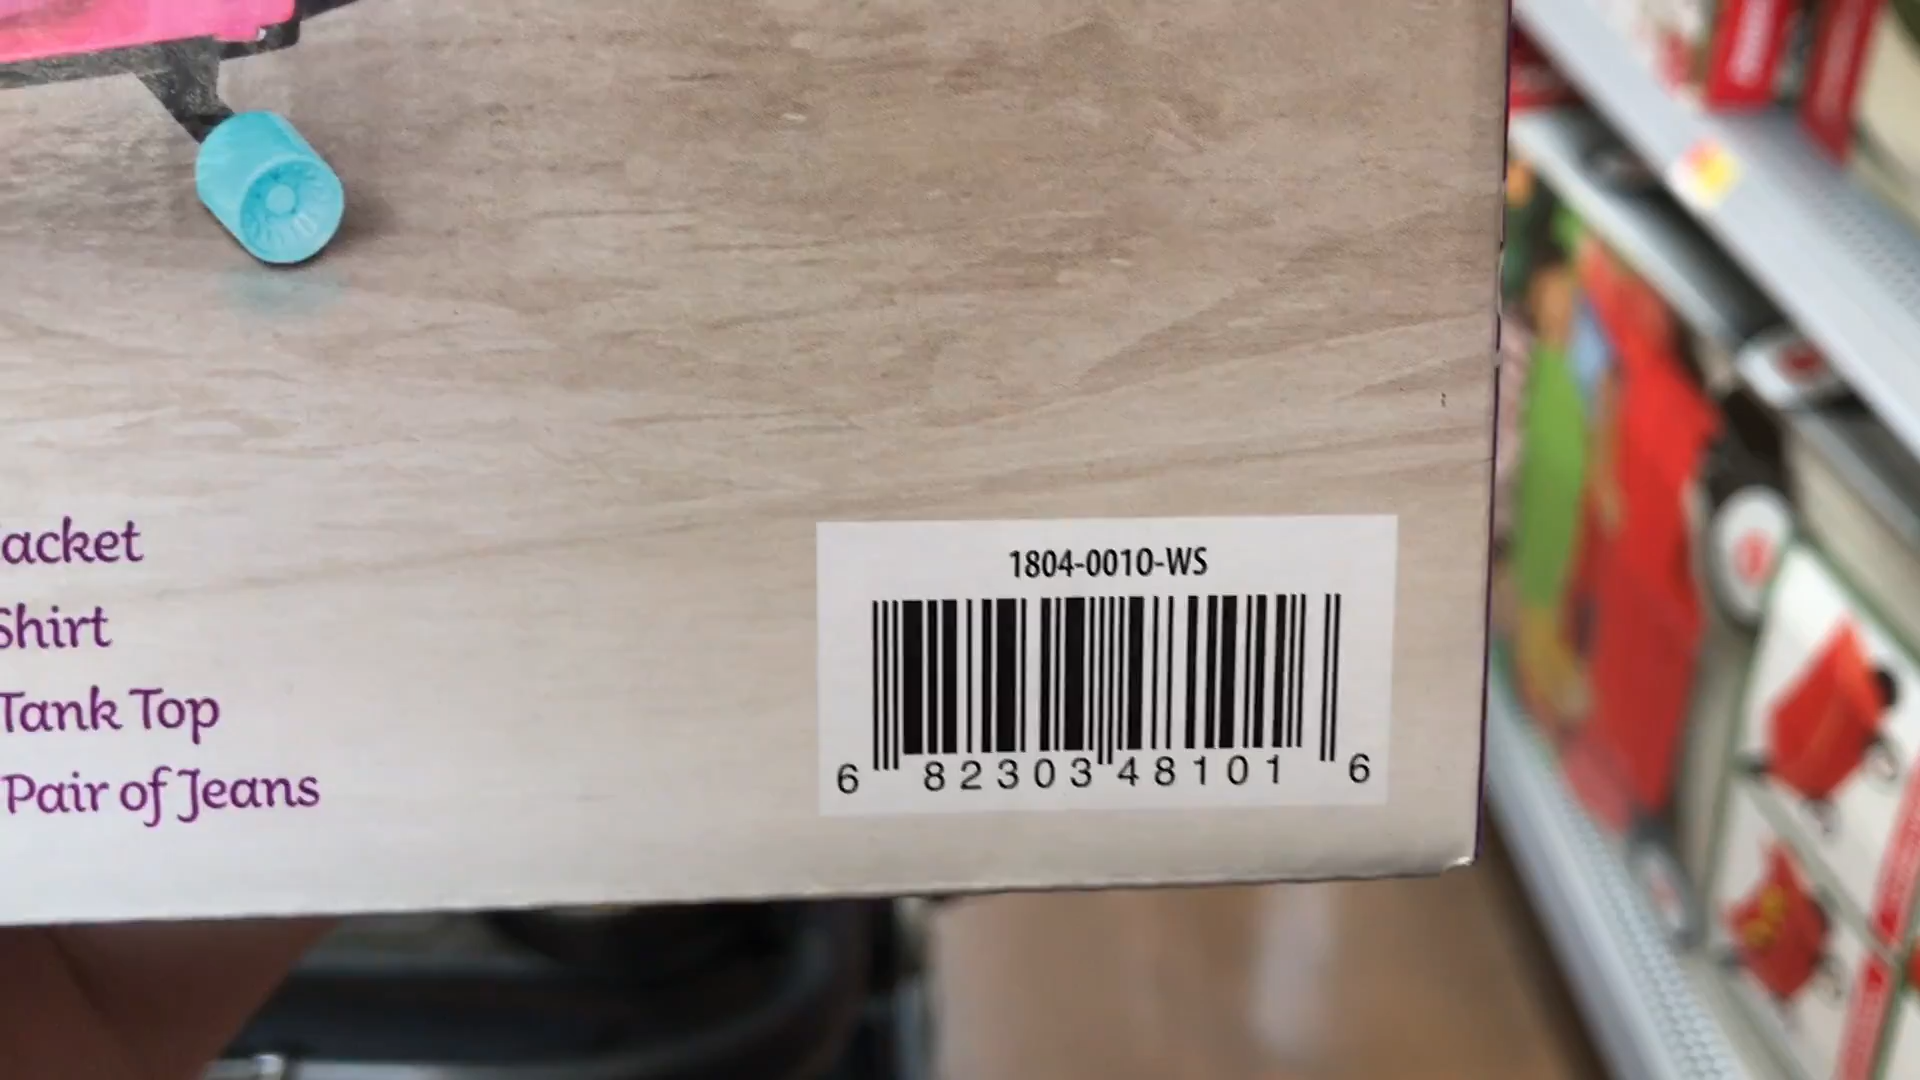 acket
Shirt
Tank Top
Pair of Jeans
1804-0010-WS
6 82303 48101 6